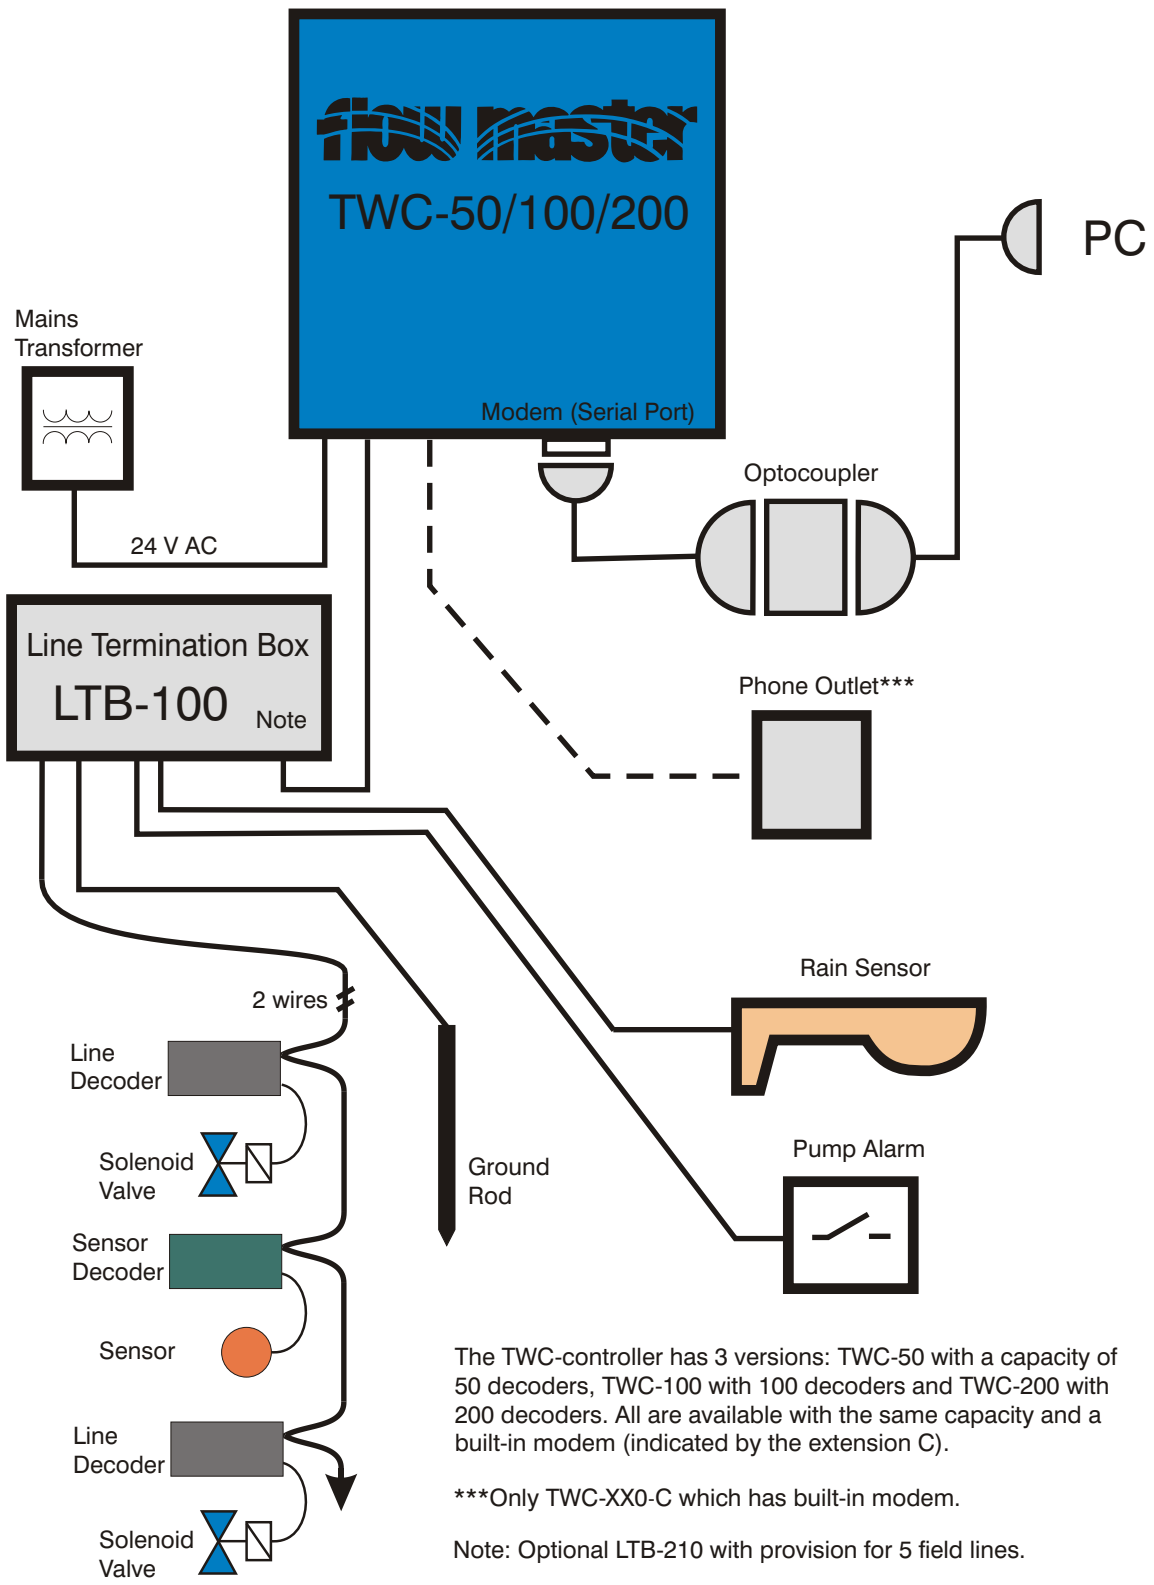 flow master
TWC-50/100/200
PC
Mains
Transformer
Modem (Serial Port)
Optocoupler
24 V AC
Line Termination Box
LTB-100
Note
Phone Outlet***
Rain Sensor
2 wires
Line
Decoder
Pump Alarm
Solenoid
Valve
Ground
Rod
Sensor
Decoder
Sensor
The TWC-controller has 3 versions: TWC-50 with a capacity of
50 decoders, TWC-100 with 100 decoders and TWC-200 with
200 decoders. All are available with the same capacity and a
built-in modem (indicated by the extension C).
Line
Decoder
***Only TWC-XX0-C which has built-in modem.
Solenoid
Valve
Note: Optional LTB-210 with provision for 5 field lines.